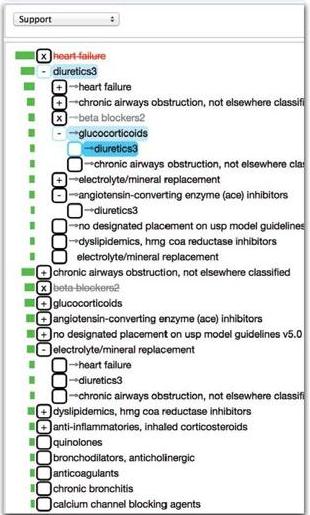 Support
x heart failure
- diuretics3
+ →heart failure
+ →chronic airways obstruction, not elsewhere classifi
x →beta blockers2
- →glucocorticoids
→diuretics3
→chronic airways obstruction, not elsewhere clas
+ →electrolyte/mineral replacement
- →angiotensin-converting enzyme (ace) inhibitors
→diuretics3
→no designated placement on usp model guidelines
→dyslipidemics, hmg coa reductase inhibitors
electrolyte/mineral replacement
+ chronic airways obstruction, not elsewhere classified
x beta blockers2
+ glucocorticoids
+ angiotensin-converting enzyme (ace) inhibitors
+ no designated placement on usp model guidelines v5.0
- electrolyte/mineral replacement
→heart failure
→diuretics3
→chronic airways obstruction, not elsewhere classifi
+ dyslipidemics, hmg coa reductase inhibitors
+ anti-inflammatories, inhaled corticosteroids
quinolones
bronchodilators, anticholinergic
anticoagulants
chronic bronchitis
calcium channel blocking agents